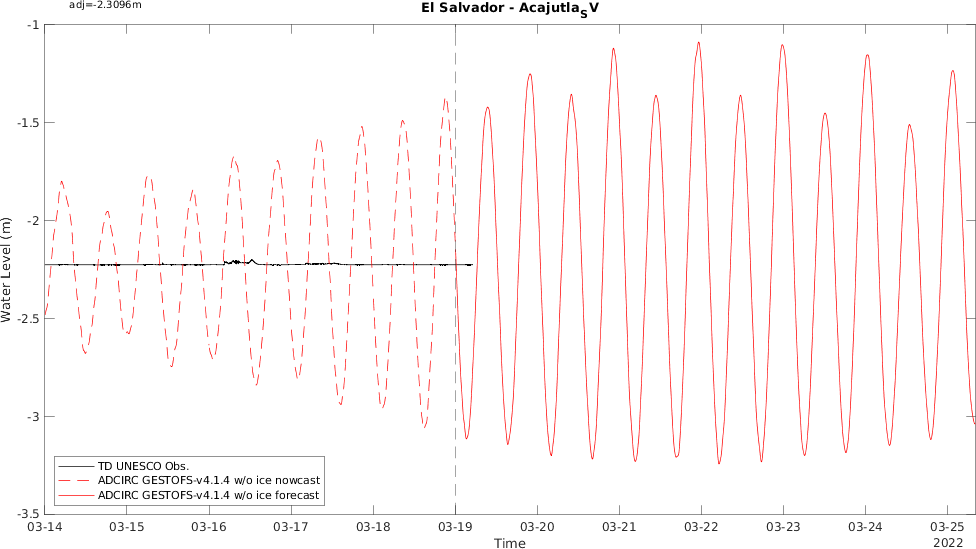 adj=-2.3096m
El Salvador - AcajutlaSV
-1
-1.5
-2
-2.5
-3
-3.5
Water Level (m)
TD UNESCO Obs.
ADCIRC GESTOFS-v4.1.4 w/o ice nowcast
ADCIRC GESTOFS-v4.1.4 w/o ice forecast
03-14 03-15 03-16 03-17 03-18 03-19 03-20 03-21 03-22 03-23 03-24 03-25
Time
2022